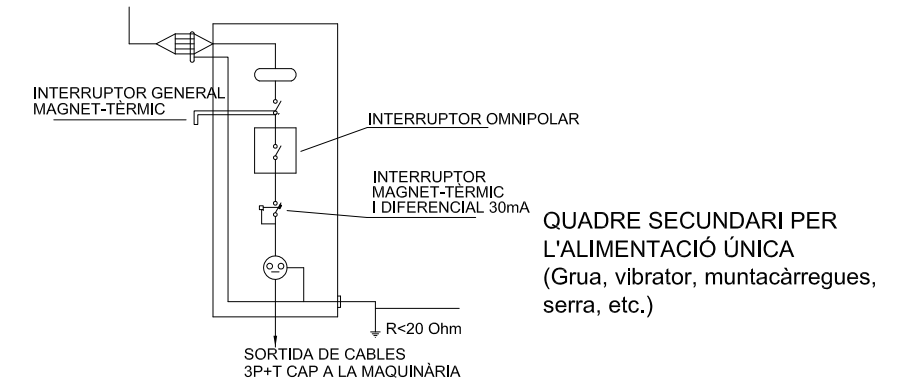 INTERRUPTOR GENERAL
MAGNET-TÈRMIC
INTERRUPTOR OMNIPOLAR
INTERRUPTOR
MAGNET-TÈRMIC
I DIFERENCIAL 30mA
QUADRE SECUNDARI PER
L'ALIMENTACIÓ ÚNICA
(Grua, vibrator, muntacàrregues,
serra, etc.)
R<20 Ohm
SORTIDA DE CABLES
3P+T CAP A LA MAQUINÀRIA